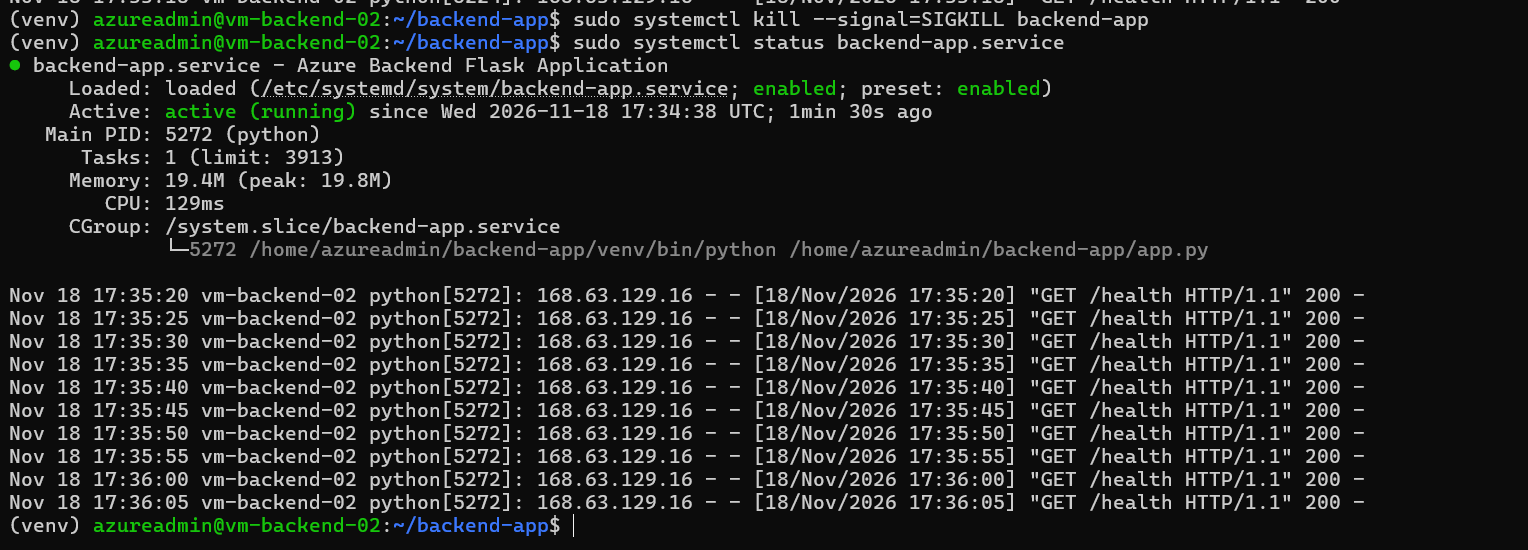 (venv) azureadmin@vm-backend-02:~/backend-app$ sudo systemctl kill --signal=SIGKILL backend-app
(venv) azureadmin@vm-backend-02:~/backend-app$ sudo systemctl status backend-app.service
● backend-app.service - Azure Backend Flask Application
     Loaded: loaded (/etc/systemd/system/backend-app.service; enabled; preset: enabled)
     Active: active (running) since Wed 2026-11-18 17:34:38 UTC; 1min 30s ago
   Main PID: 5272 (python)
      Tasks: 1 (limit: 3913)
     Memory: 19.4M (peak: 19.8M)
        CPU: 129ms
     CGroup: /system.slice/backend-app.service
             └─5272 /home/azureadmin/backend-app/venv/bin/python /home/azureadmin/backend-app/app.py

Nov 18 17:35:20 vm-backend-02 python[5272]: 168.63.129.16 - - [18/Nov/2026 17:35:20] "GET /health HTTP/1.1" 200 -
Nov 18 17:35:25 vm-backend-02 python[5272]: 168.63.129.16 - - [18/Nov/2026 17:35:25] "GET /health HTTP/1.1" 200 -
Nov 18 17:35:30 vm-backend-02 python[5272]: 168.63.129.16 - - [18/Nov/2026 17:35:30] "GET /health HTTP/1.1" 200 -
Nov 18 17:35:35 vm-backend-02 python[5272]: 168.63.129.16 - - [18/Nov/2026 17:35:35] "GET /health HTTP/1.1" 200 -
Nov 18 17:35:40 vm-backend-02 python[5272]: 168.63.129.16 - - [18/Nov/2026 17:35:40] "GET /health HTTP/1.1" 200 -
Nov 18 17:35:45 vm-backend-02 python[5272]: 168.63.129.16 - - [18/Nov/2026 17:35:45] "GET /health HTTP/1.1" 200 -
Nov 18 17:35:50 vm-backend-02 python[5272]: 168.63.129.16 - - [18/Nov/2026 17:35:50] "GET /health HTTP/1.1" 200 -
Nov 18 17:35:55 vm-backend-02 python[5272]: 168.63.129.16 - - [18/Nov/2026 17:35:55] "GET /health HTTP/1.1" 200 -
Nov 18 17:36:00 vm-backend-02 python[5272]: 168.63.129.16 - - [18/Nov/2026 17:36:00] "GET /health HTTP/1.1" 200 -
Nov 18 17:36:05 vm-backend-02 python[5272]: 168.63.129.16 - - [18/Nov/2026 17:36:05] "GET /health HTTP/1.1" 200 -
(venv) azureadmin@vm-backend-02:~/backend-app$